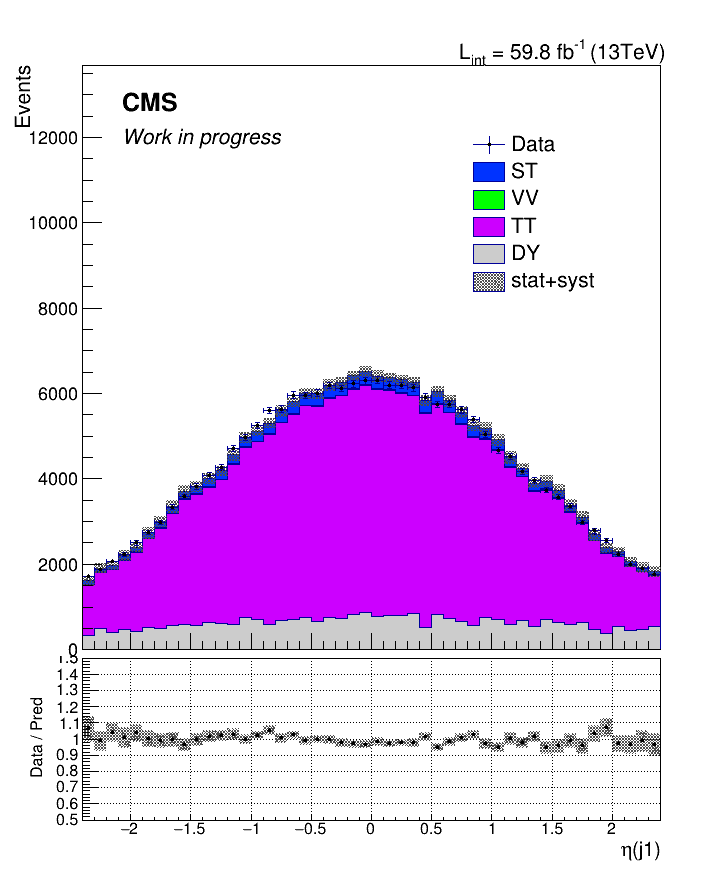 L_int = 59.8 fb^-1 (13TeV)
Events
CMS
Work in progress
Data
ST
VV
TT
DY
stat+syst
12000
10000
8000
6000
4000
2000
0
1.5
1.4
1.3
1.2
1.1
1
0.9
0.8
0.7
0.6
0.5
Data / Pred
−2 −1.5 −1 −0.5 0 0.5 1 1.5 2
η(j1)